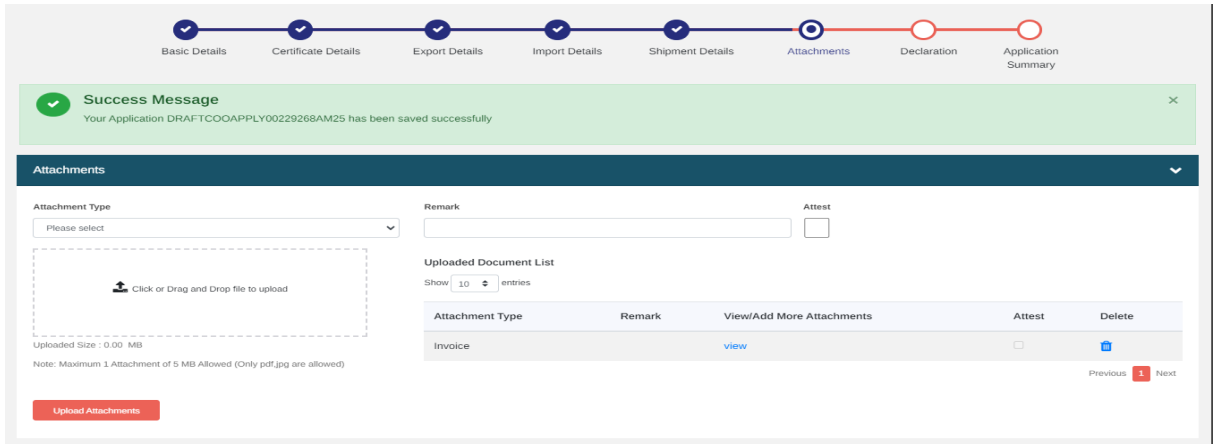 Basic Details Certificate Details Export Details Import Details Shipment Details Attachments Declaration Application
Summary
Success Message ×
Your Application DRAFTCOOAPPLY00229268AM25 has been saved successfully
Attachments
Attachment Type Remark Attest
Please select
Click or Drag and Drop file to upload
Uploaded Size : 0.00 MB
Note: Maximum 1 Attachment of 5 MB Allowed (Only pdf,jpg are allowed)
Upload Attachments
Uploaded Document List
Show 10 entries
Attachment Type Remark View/Add More Attachments Attest Delete
Invoice view
Previous 1 Next